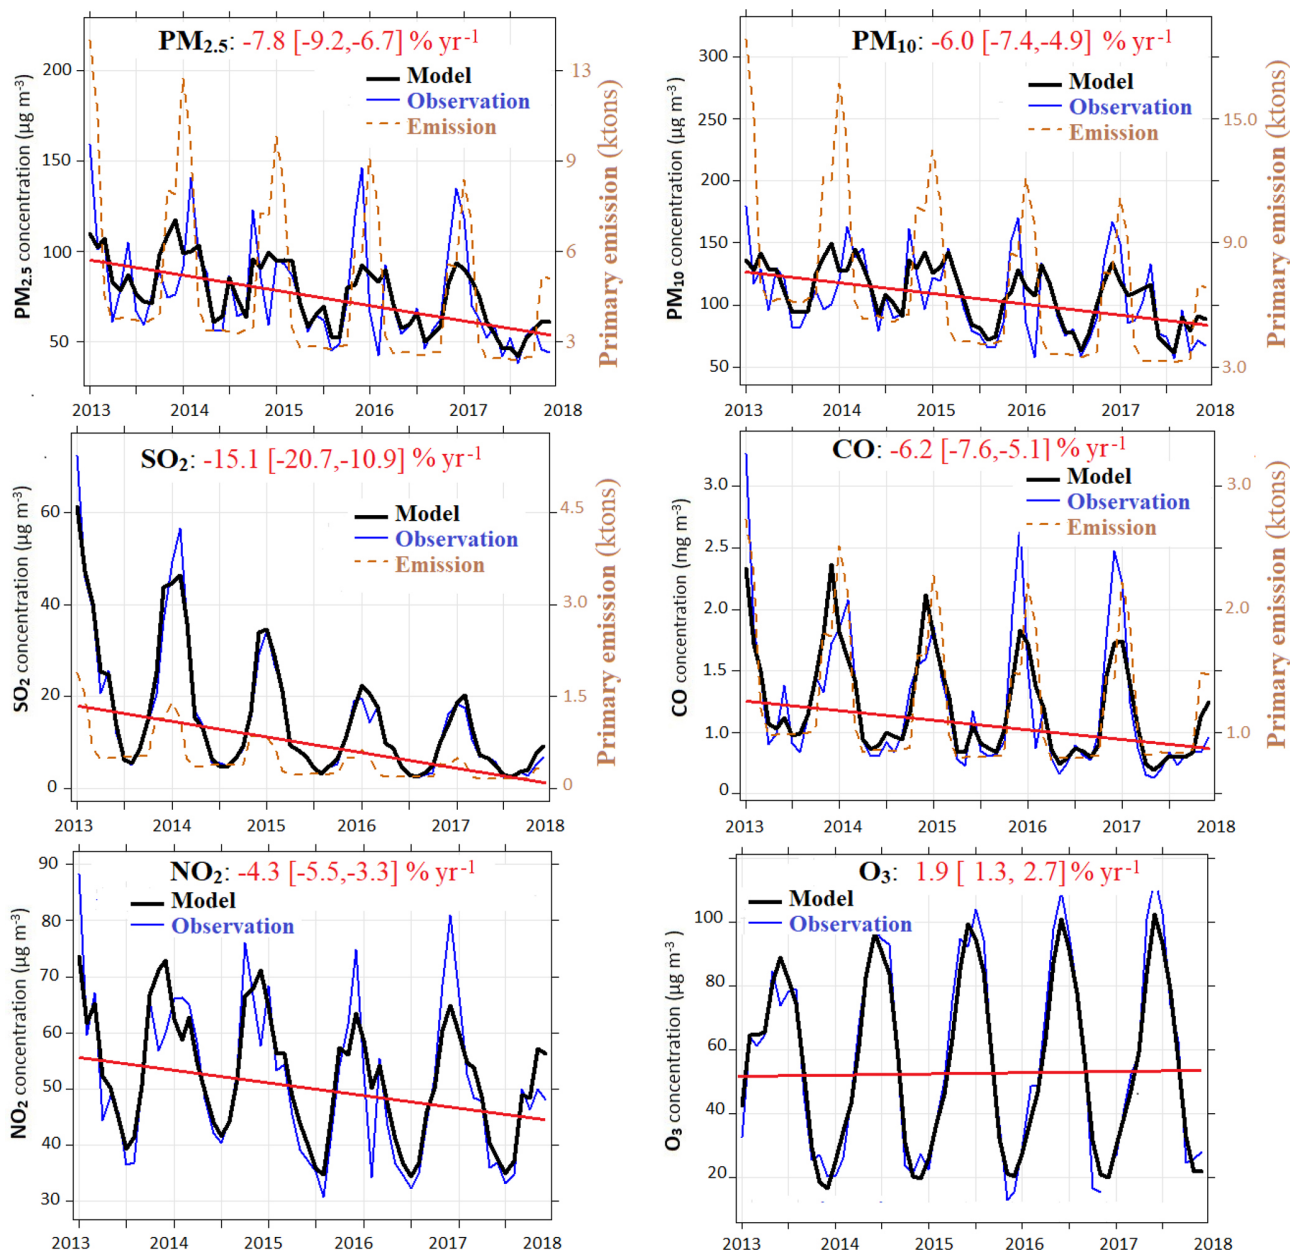 PM2.5: -7.8 [-9.2,-6.7] % yr-1
Model
Observation
Emission
PM2.5 concentration (µg m-3)
200
150
100
50
13
9
6
3
Primary emission (ktons)
2013 2014 2015 2016 2017 2018
PM10: -6.0 [-7.4,-4.9] % yr-1
Model
Observation
Emission
PM10 concentration (µg m-3)
300
250
200
150
100
50
15.0
9.0
3.0
Primary emission (ktons)
2013 2014 2015 2016 2017 2018
SO2: -15.1 [-20.7,-10.9] % yr-1
Model
Observation
Emission
SO2 concentration (µg m-3)
60
40
20
0
4.5
3.0
1.5
0
Primary emission (ktons)
2013 2014 2015 2016 2017 2018
CO: -6.2 [-7.6,-5.1] % yr-1
Model
Observation
Emission
CO concentration (mg m-3)
3.0
2.5
2.0
1.5
1.0
0
3.0
2.0
1.0
Primary emission (ktons)
2013 2014 2015 2016 2017 2018
NO2: -4.3 [-5.5,-3.3] % yr-1
Model
Observation
NO2 concentration (µg m-3)
90
80
70
60
50
40
30
2013 2014 2015 2016 2017 2018
O3: 1.9 [ 1.3, 2.7] % yr-1
Model
Observation
O3 concentration (µg m-3)
100
80
60
40
20
2013 2014 2015 2016 2017 2018